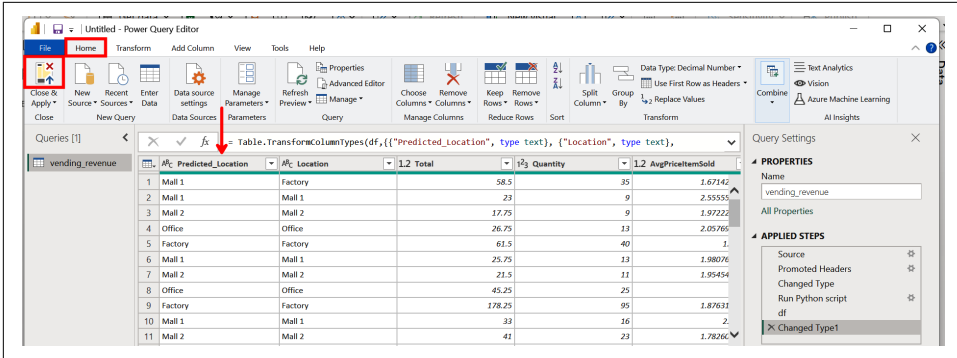 Untitled - Power Query Editor
File Home Transform Add Column View Tools Help
Close & Apply
New Source
Recent Sources
Enter Data
Data source settings
Manage Parameters
Refresh Preview
Properties
Advanced Editor
Manage
Choose Columns
Remove Columns
Keep Rows
Remove Rows
Split Column
Group By
Data Type: Decimal Number
Use First Row as Headers
Replace Values
Combine
Text Analytics
Vision
Azure Machine Learning
Close New Query Data Sources Parameters Query Manage Columns Reduce Rows Sort Transform AI Insights
Queries [1]
vending_revenue
fx = Table.TransformColumnTypes(df,{{"Predicted_Location", type text}, {"Location", type text},
ABC Predicted_Location ABC Location 1.2 Total 123 Quantity 1.2 AvgPriceItemSold
1 Mall 1 Factory 58.5 35 1.67142
2 Mall 1 Mall 1 23 9 2.55555
3 Mall 2 Mall 2 17.75 9 1.97222
4 Office Office 26.75 13 2.05769
5 Factory Factory 61.5 40 1.
6 Mall 1 Mall 1 25.75 13 1.98076
7 Mall 2 Mall 2 21.5 11 1.95454
8 Office Office 45.25 25
9 Factory Factory 178.25 95 1.87631
10 Mall 1 Mall 1 33 16 2.
11 Mall 2 Mall 2 41 23 1.78260
Query Settings
PROPERTIES
Name
vending_revenue
All Properties
APPLIED STEPS
Source
Promoted Headers
Changed Type
Run Python script
df
Changed Type1
Data